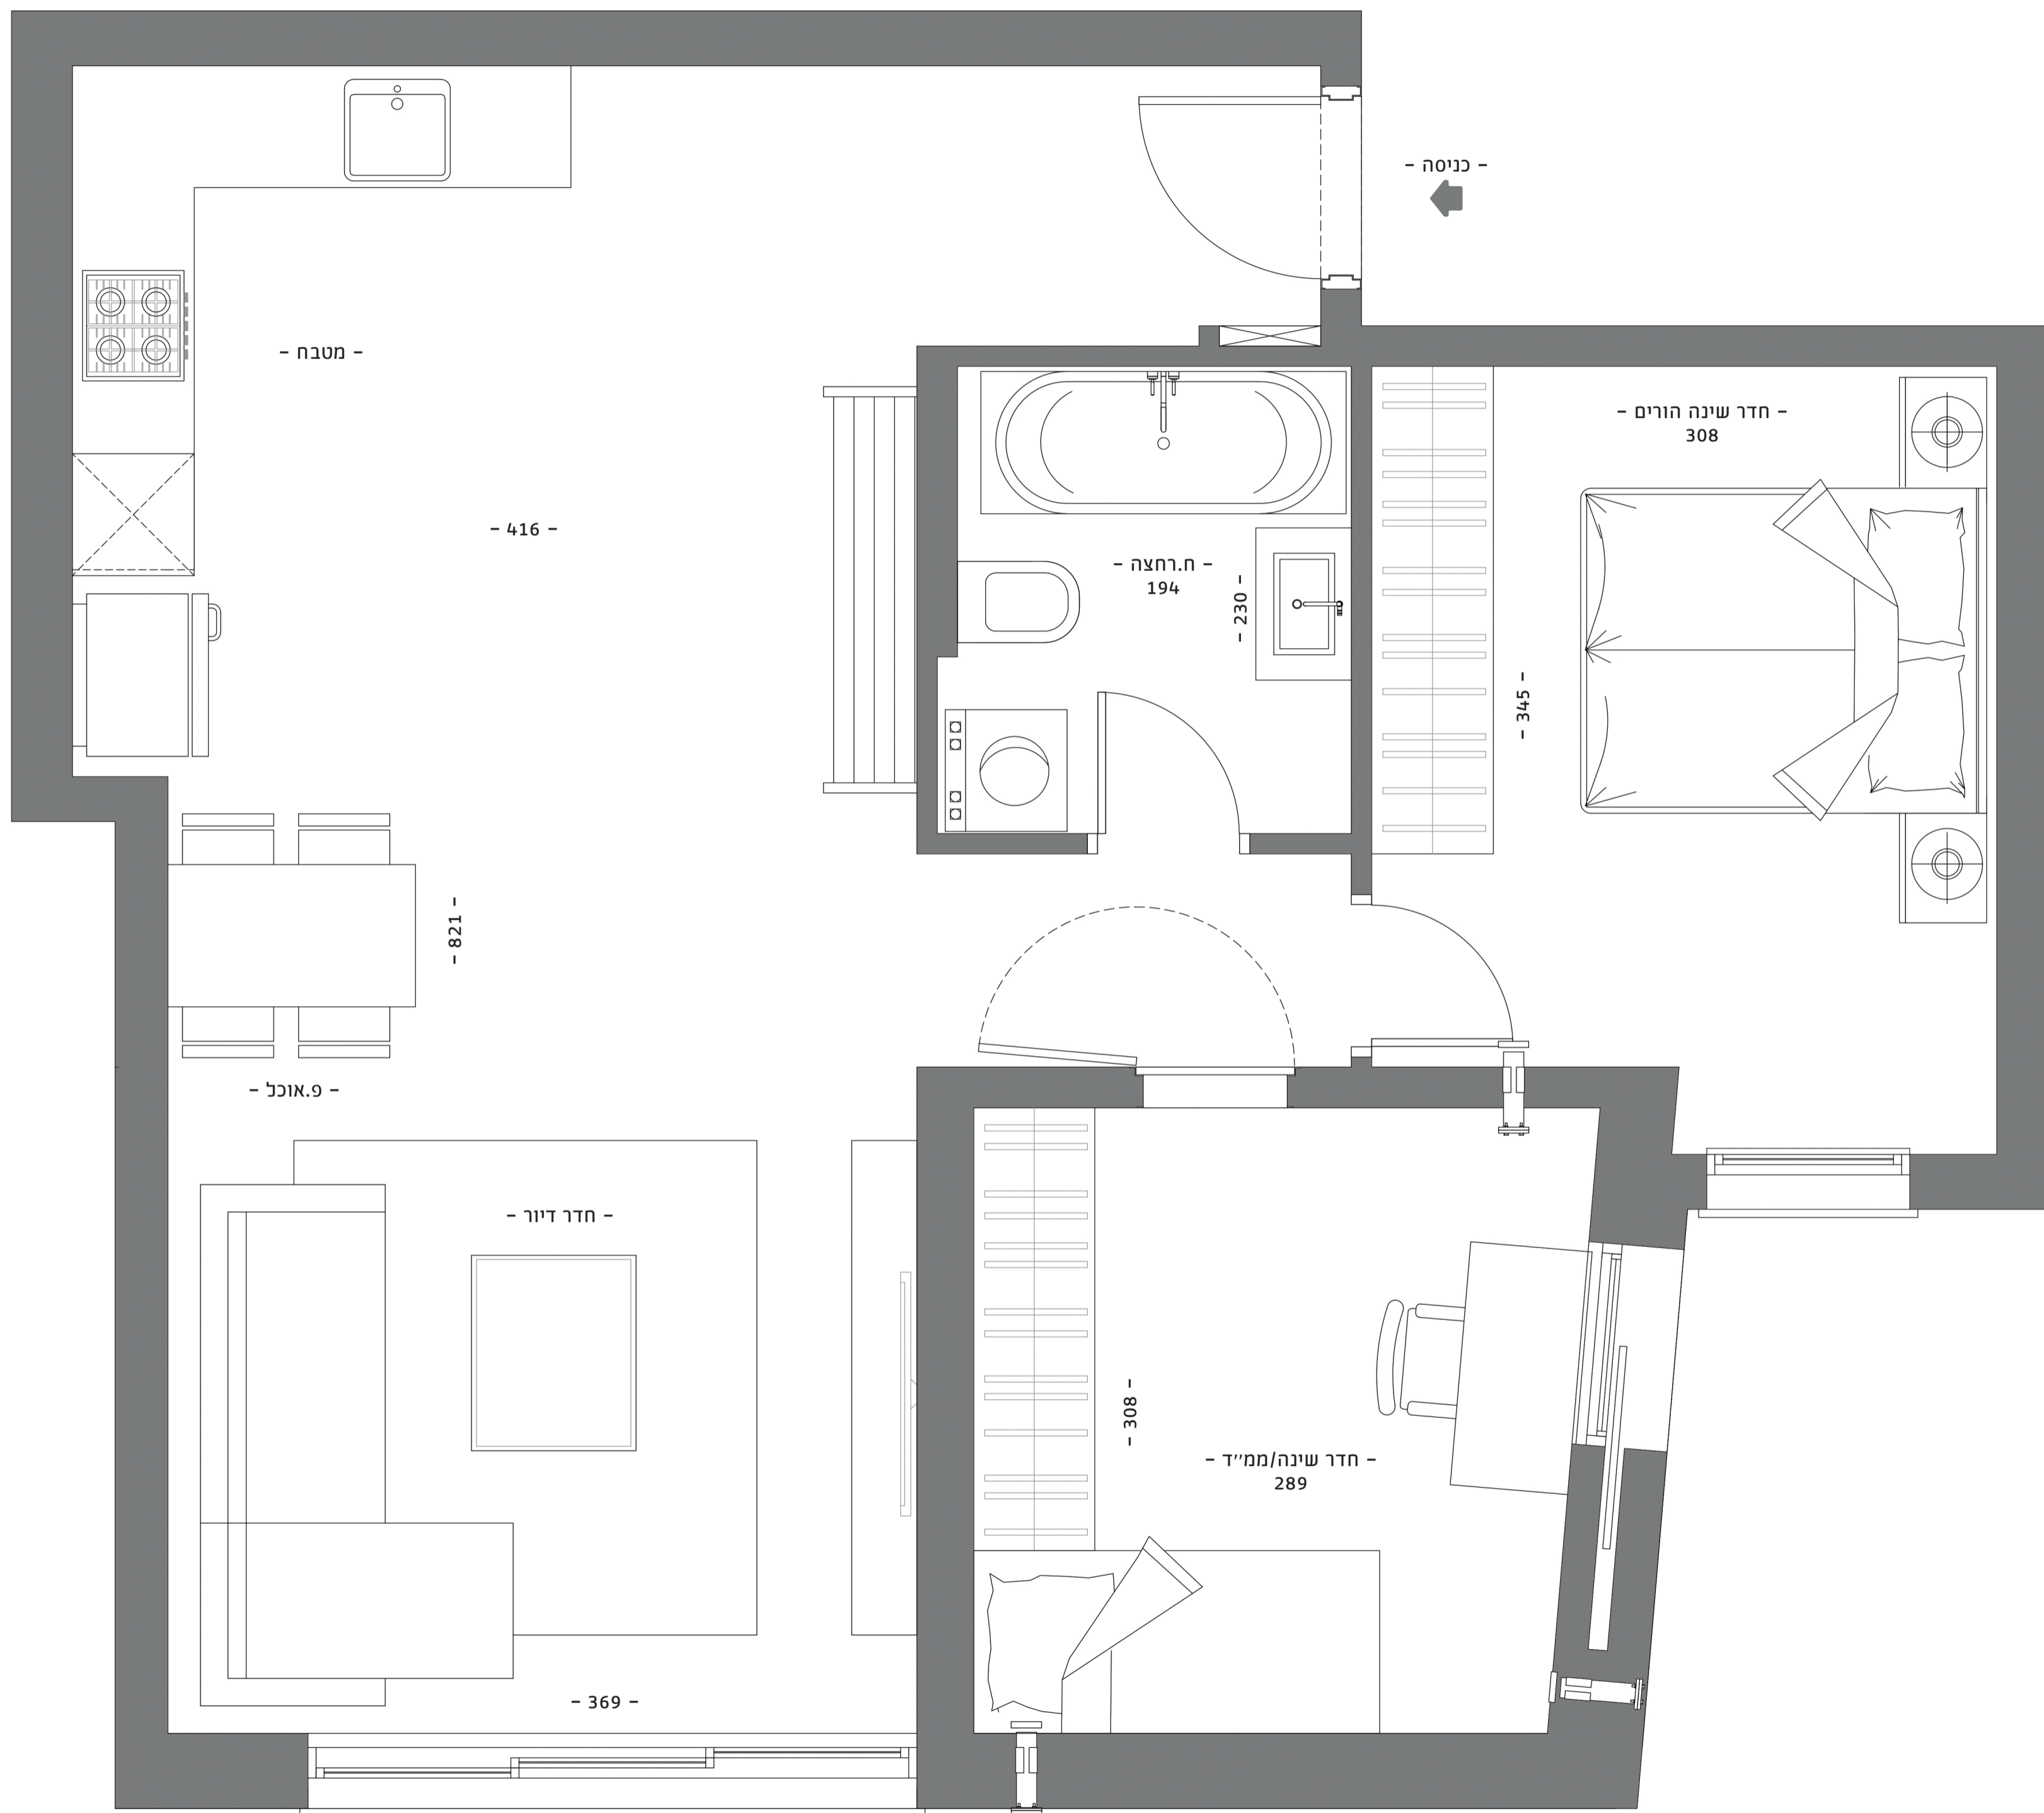 - כניסה -
- מטבח -
- חדר שינה הורים -
308
- 416 -
- ח.רחצה -
194
- 230 -
- 345 -
- 821 -
- פ.אוכל -
- חדר דיור -
- 308 -
- חדר שינה/ממ״ד -
289
- 369 -